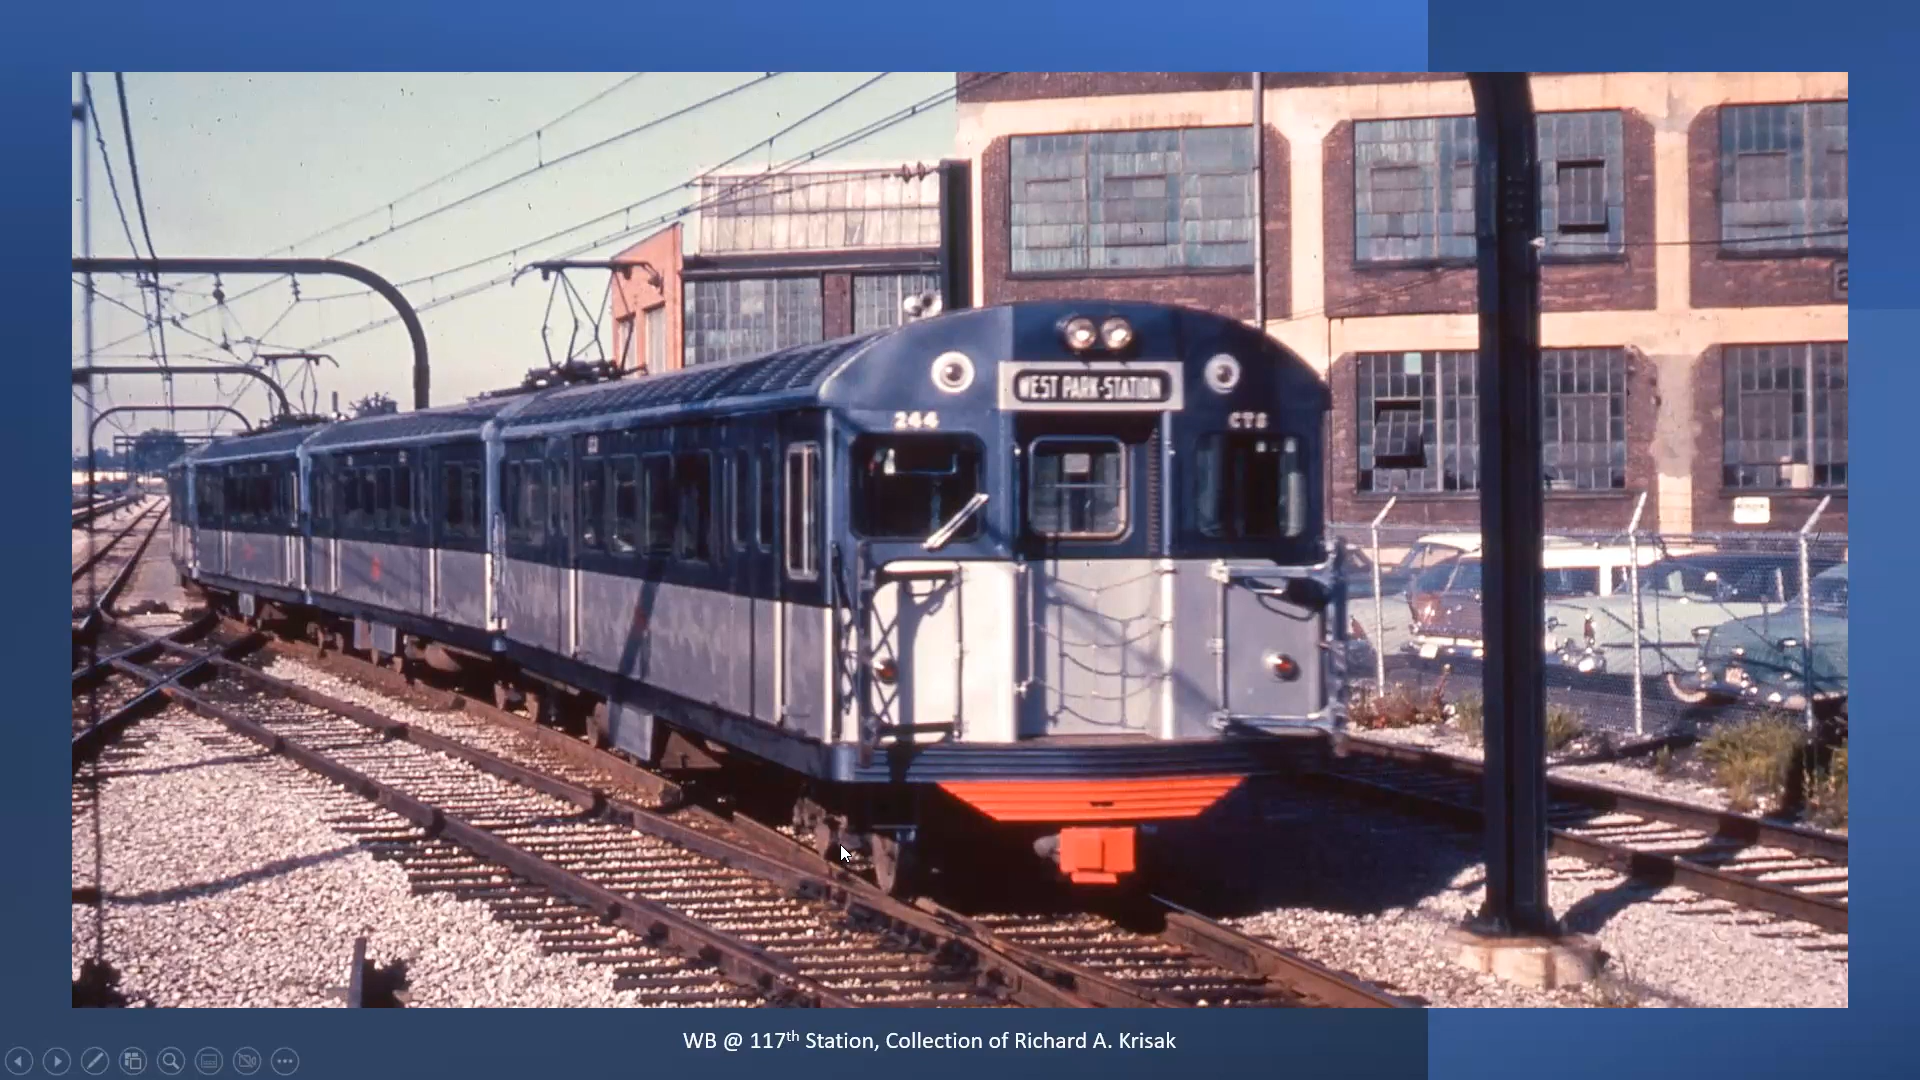 WEST PARK-STATION
244
CTS
WB @ 117th Station, Collection of Richard A. Krisak